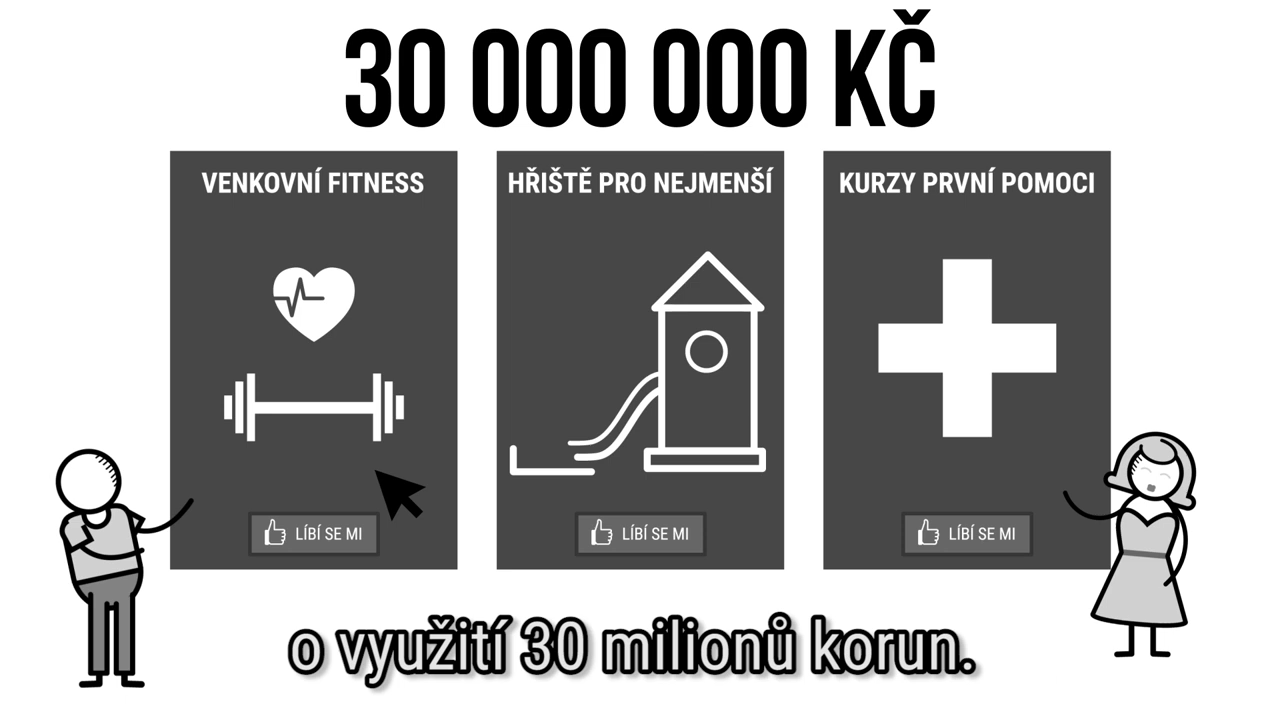 30 000 000 KČ
VENKOVNÍ FITNESS
HŘIŠTĚ PRO NEJMENŠÍ
KURZY PRVNÍ POMOCI
LÍBÍ SE MI
LÍBÍ SE MI
LÍBÍ SE MI
o využití 30 milionů korun.